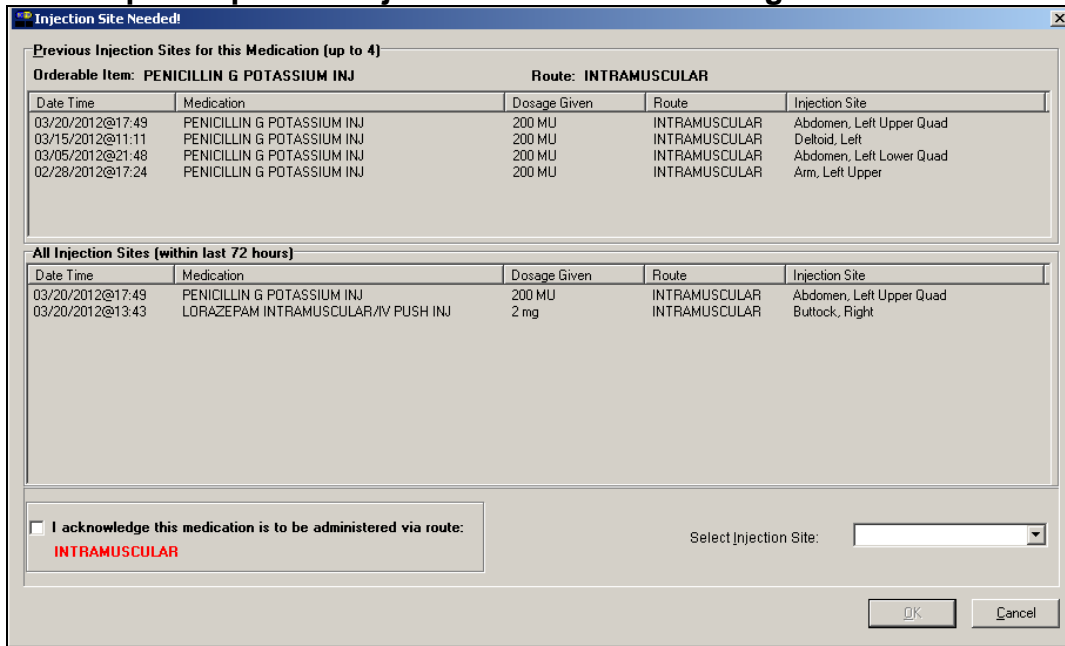 Injection Site Needed!
Previous Injection Sites for this Medication (up to 4)
Orderable Item: PENICILLIN G POTASSIUM INJ Route: INTRAMUSCULAR
Date Time Medication Dosage Given Route Injection Site
03/20/2012@17:49 PENICILLIN G POTASSIUM INJ 200 MU INTRAMUSCULAR Abdomen, Left Upper Quad
03/15/2012@11:11 PENICILLIN G POTASSIUM INJ 200 MU INTRAMUSCULAR Deltoid, Left
03/05/2012@21:48 PENICILLIN G POTASSIUM INJ 200 MU INTRAMUSCULAR Abdomen, Left Lower Quad
02/28/2012@17:24 PENICILLIN G POTASSIUM INJ 200 MU INTRAMUSCULAR Arm, Left Upper
All Injection Sites (within last 72 hours)
Date Time Medication Dosage Given Route Injection Site
03/20/2012@17:49 PENICILLIN G POTASSIUM INJ 200 MU INTRAMUSCULAR Abdomen, Left Upper Quad
03/20/2012@13:43 LORAZEPAM INTRAMUSCULAR/IV PUSH INJ 2 mg INTRAMUSCULAR Buttock, Right
I acknowledge this medication is to be administered via route:
INTRAMUSCULAR
Select Injection Site:
OK Cancel